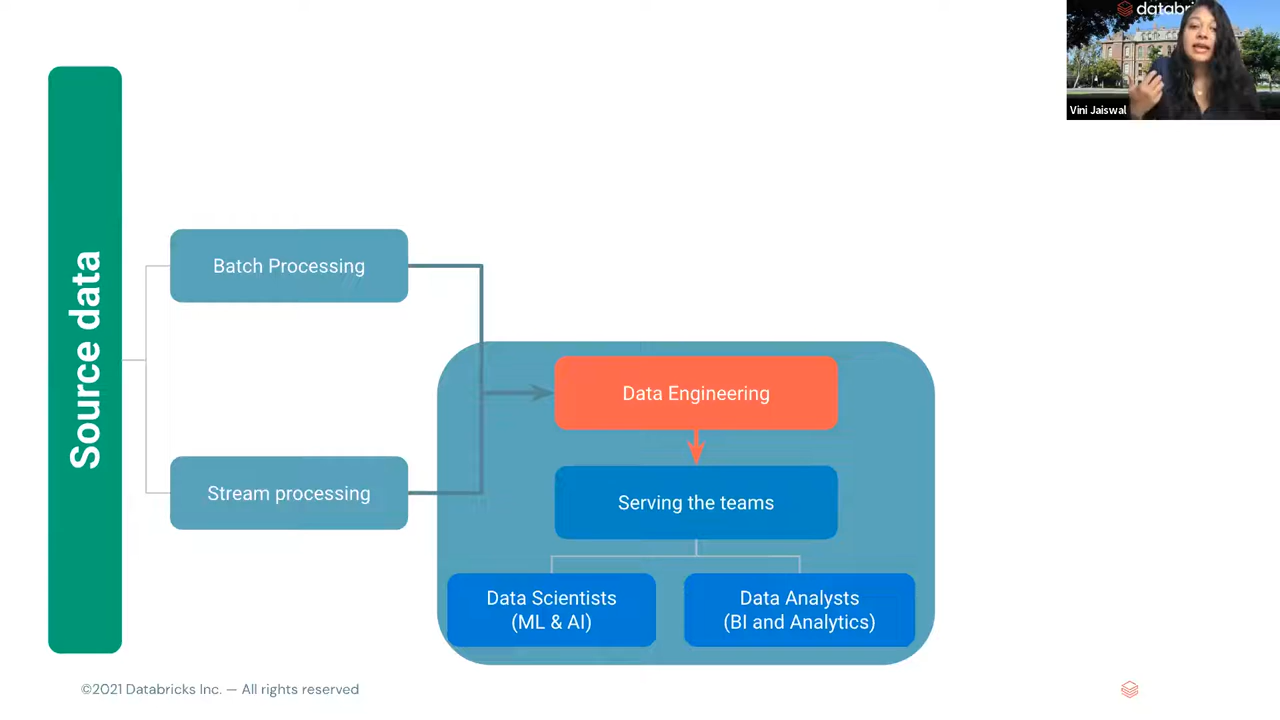 Source data
Batch Processing
Stream processing
Data Engineering
Serving the teams
Data Scientists
(ML & AI)
Data Analysts
(BI and Analytics)
©2021 Databricks Inc. — All rights reserved
Vini Jaiswal